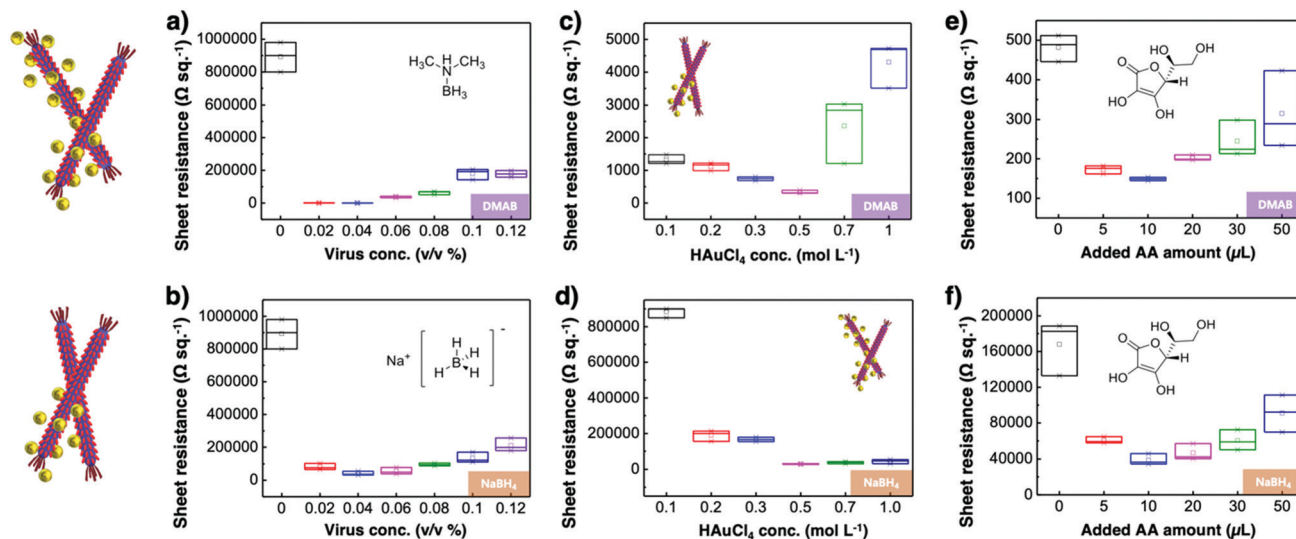 a)
Sheet resistance (Ω sq.⁻¹)
1000000
800000
600000
400000
200000
0
H₃C
H
N
CH₃
BH₃
DMAB
0 0.02 0.04 0.06 0.08 0.1 0.12
Virus conc. (v/v %)
c)
Sheet resistance (Ω sq.⁻¹)
5000
4000
3000
2000
1000
0
DMAB
0.1 0.2 0.3 0.5 0.7 1
HAuCl₄ conc. (mol L⁻¹)
e)
Sheet resistance (Ω sq.⁻¹)
500
400
300
200
100
HO
OH
O
O
H
HO
OH
DMAB
0 5 10 20 30 50
Added AA amount (µL)
b)
Sheet resistance (Ω sq.⁻¹)
1000000
800000
600000
400000
200000
0
Na⁺
H
B
H
H
H
-
NaBH₄
0 0.02 0.04 0.06 0.08 0.1 0.12
Virus conc. (v/v %)
d)
Sheet resistance (Ω sq.⁻¹)
800000
600000
400000
200000
0
NaBH₄
0.1 0.2 0.3 0.5 0.7 1.0
HAuCl₄ conc. (mol L⁻¹)
f)
Sheet resistance (Ω sq.⁻¹)
200000
160000
120000
80000
40000
0
HO
OH
O
O
H
HO
OH
NaBH₄
0 5 10 20 30 50
Added AA amount (µL)